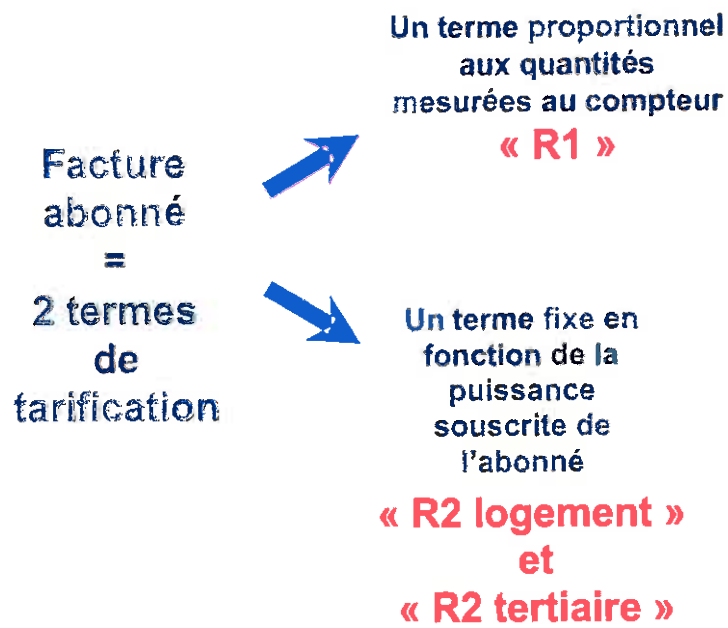 Facture
abonné
=
2 termes
de
tarification
Un terme proportionnel
aux quantités
mesurées au compteur
« R1 »
Un terme fixe en
fonction de la
puissance
souscrite de
l'abonné
« R2 logement »
et
« R2 tertiaire »